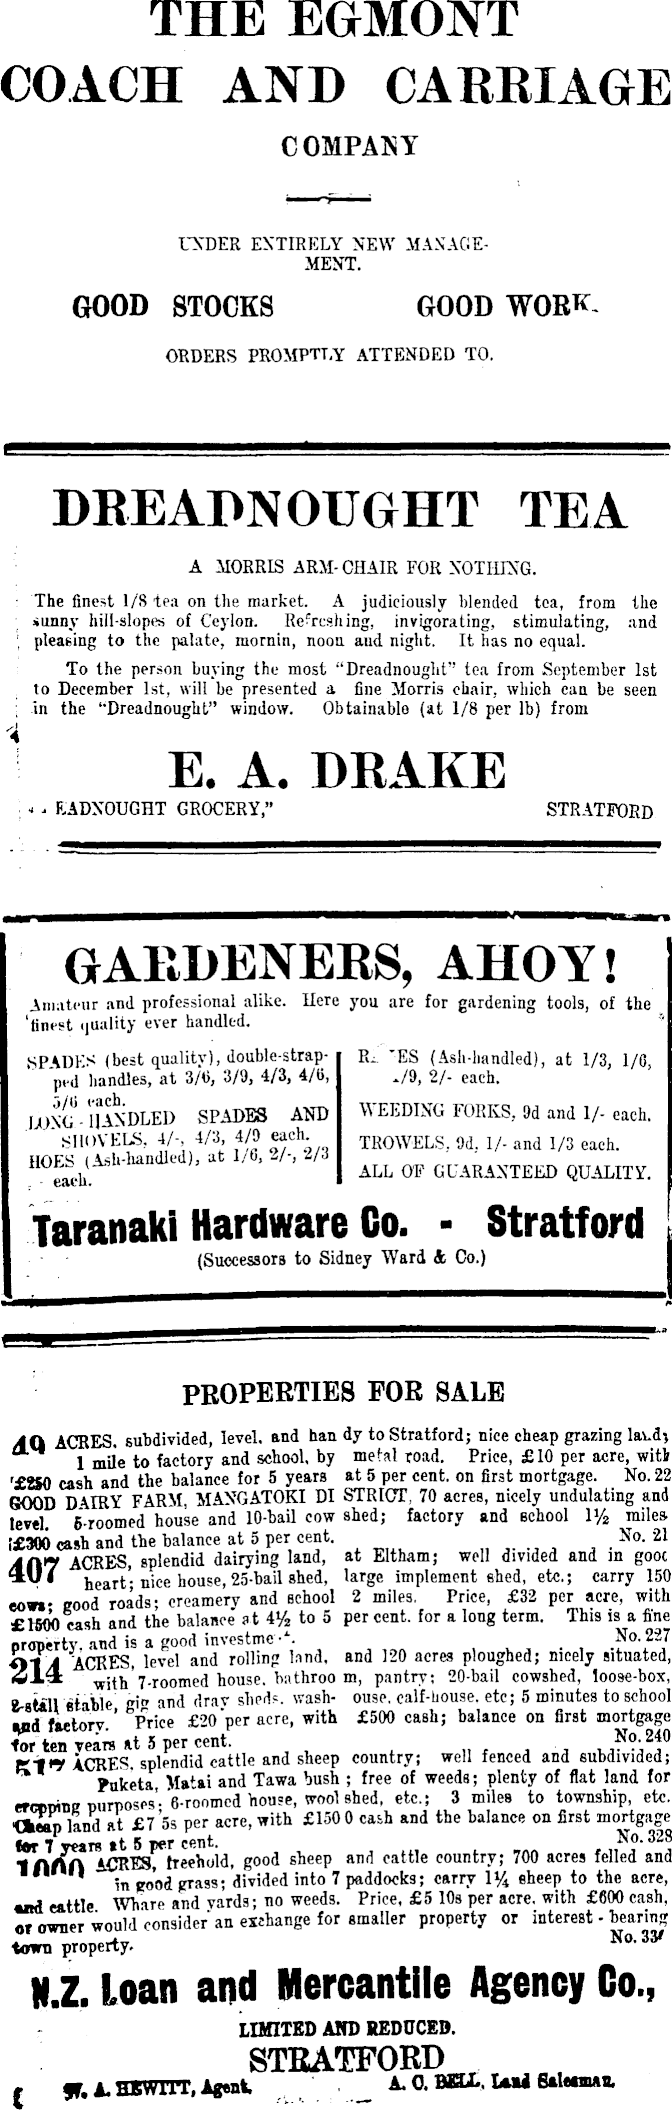 THE EGMONT
COACH AND CARRIAGE
COMPANY
UNDER ENTIRELY NEW MANAGE-
MENT.
GOOD STOCKS GOOD WORK.
ORDERS PROMPTLY ATTENDED TO.
DREADNOUGHT TEA
A MORRIS ARM-CHAIR FOR NOTHING.
The finest 1/8 tea on the market. A judiciously blended tea, from the
sunny hill-slopes of Ceylon. Refreshing, invigorating, stimulating, and
pleasing to the palate, mornin, noon and night. It has no equal.
To the person buying the most "Dreadnought" tea from September 1st
to December 1st, will be presented a fine Morris chair, which can be seen
in the "Dreadnought" window. Obtainable (at 1/8 per lb) from
E. A. DRAKE
EADNOUGHT GROCERY," STRATFORD
GARDENERS, AHOY!
Amateur and professional alike. Here you are for gardening tools, of the
finest quality ever handled.
SPADES (best quality), double-strap-
ped handles, at 3/6, 3/9, 4/3, 4/6,
5/6 each.
LONG-HANDLED SPADES AND
SHOVELS, 4/-, 4/3, 4/9 each.
HOES (Ash-handled), at 1/6, 2/-, 2/3
each.
R ES (Ash-handled), at 1/3, 1/6,
/9, 2/- each.
WEEDING FORKS, 9d and 1/- each.
TROWELS, 9d, 1/- and 1/3 each.
ALL OF GUARANTEED QUALITY.
Taranaki Hardware Co. - Stratford
(Successors to Sidney Ward & Co.)
PROPERTIES FOR SALE
49 ACRES, subdivided, level, and handy to Stratford; nice cheap grazing land;
1 mile to factory and school, by metal road. Price, £10 per acre, with
£250 cash and the balance for 5 years at 5 per cent. on first mortgage. No. 22
GOOD DAIRY FARM, MANGATOKI DISTRICT, 70 acres, nicely undulating and
level. 6-roomed house and 10-bail cow shed; factory and school 1½ miles
£300 cash and the balance at 5 per cent. No. 21
407 ACRES, splendid dairying land, at Eltham; well divided and in good
heart; nice house, 25-bail shed, large implement shed, etc.; carry 150
cows; good roads; creamery and school 2 miles. Price, £32 per acre, with
£1500 cash and the balance at 4½ to 5 per cent. for a long term. This is a fine
property, and is a good investme . No. 227
214 ACRES, level and rolling land, and 120 acres ploughed; nicely situated,
with 7-roomed house, bathroom, pantry; 20-bail cowshed, loose-box,
2-stall stable, gig and dray sheds, wash- ouse, calf-house, etc; 5 minutes to school
and factory. Price £20 per acre, with £500 cash; balance on first mortgage
for ten years at 5 per cent. No. 240
517 ACRES, splendid cattle and sheep country; well fenced and subdivided;
Puketa, Matai and Tawa bush; free of weeds; plenty of flat land for
cropping purposes; 6-roomed house, woolshed, etc.; 3 miles to township, etc.
Cheap land at £7 5s per acre, with £1500 cash and the balance on first mortgage
for 7 years at 5 per cent. No. 328
1000 ACRES, freehold, good sheep and cattle country; 700 acres felled and
in good grass; divided into 7 paddocks; carry 1¼ sheep to the acre,
and cattle. Whare and yards; no weeds. Price, £5 10s per acre, with £600 cash,
or owner would consider an exchange for smaller property or interest-bearing
town property. No. 33
N.Z. Loan and Mercantile Agency Co.,
LIMITED AND REDUCED.
STRATFORD
W. A. HEWITT, Agent. A. C. BELL, Land Salesman.